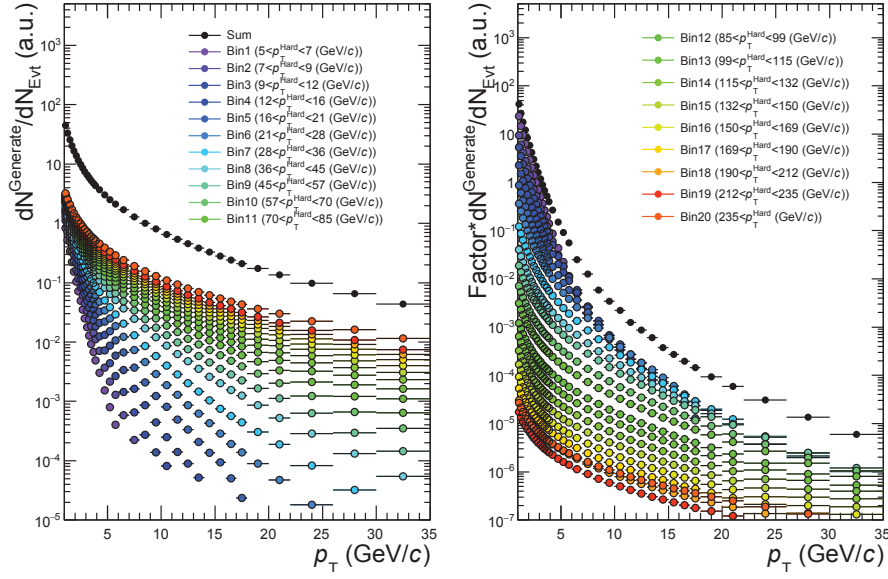 dN^Generate/dN_Evt (a.u.)
10³
10²
10
1
10⁻¹
10⁻²
10⁻³
10⁻⁴
10⁻⁵
Sum
Bin1 (5<p_T^Hard<7 (GeV/c))
Bin2 (7<p_T^Hard<9 (GeV/c))
Bin3 (9<p_T^Hard<12 (GeV/c))
Bin4 (12<p_T^Hard<16 (GeV/c))
Bin5 (16<p_T^Hard<21 (GeV/c))
Bin6 (21<p_T^Hard<28 (GeV/c))
Bin7 (28<p_T^Hard<36 (GeV/c))
Bin8 (36<p_T^Hard<45 (GeV/c))
Bin9 (45<p_T^Hard<57 (GeV/c))
Bin10 (57<p_T^Hard<70 (GeV/c))
Bin11 (70<p_T^Hard<85 (GeV/c))
5 10 15 20 25 30 35
p_T (GeV/c)
Factor*dN^Generate/dN_Evt (a.u.)
10³
10²
10
1
10⁻¹
10⁻²
10⁻³
10⁻⁴
10⁻⁵
10⁻⁶
10⁻⁷
Bin12 (85<p_T^Hard<99 (GeV/c))
Bin13 (99<p_T^Hard<115 (GeV/c))
Bin14 (115<p_T^Hard<132 (GeV/c))
Bin15 (132<p_T^Hard<150 (GeV/c))
Bin16 (150<p_T^Hard<169 (GeV/c))
Bin17 (169<p_T^Hard<190 (GeV/c))
Bin18 (190<p_T^Hard<212 (GeV/c))
Bin19 (212<p_T^Hard<235 (GeV/c))
Bin20 (235<p_T^Hard (GeV/c))
5 10 15 20 25 30 35
p_T (GeV/c)